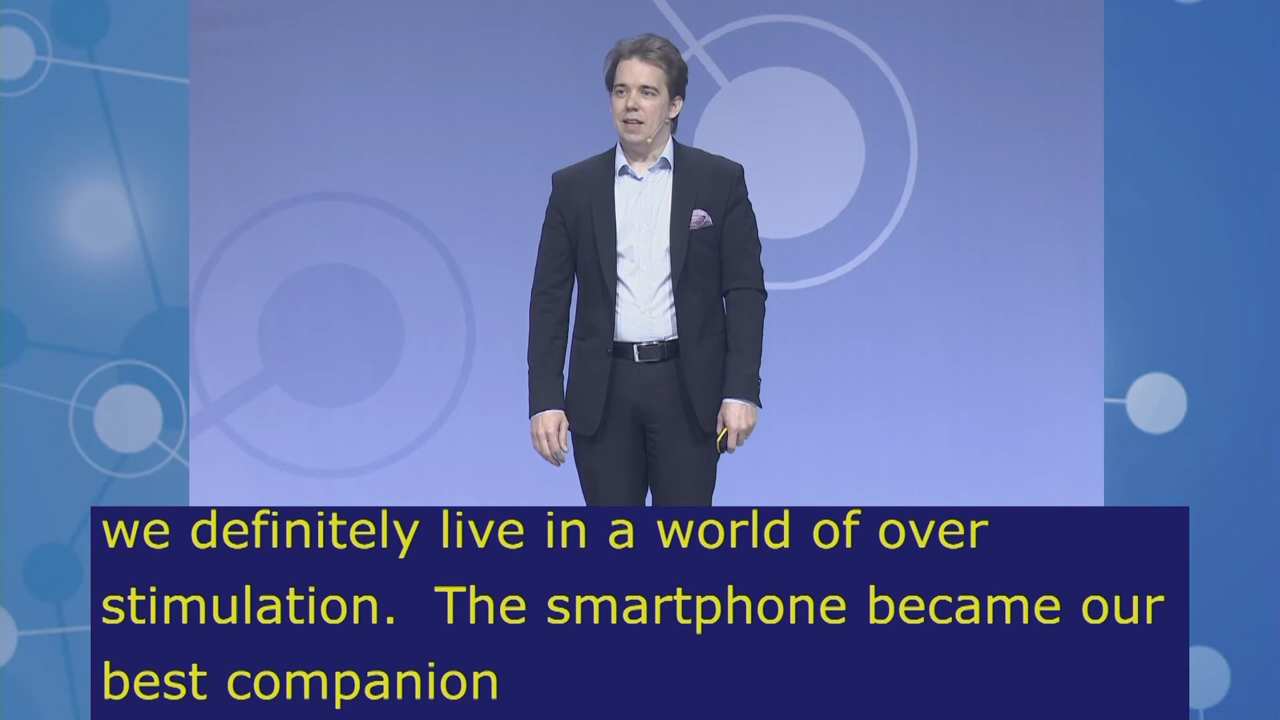 we definitely live in a world of over
stimulation.  The smartphone became our
best companion